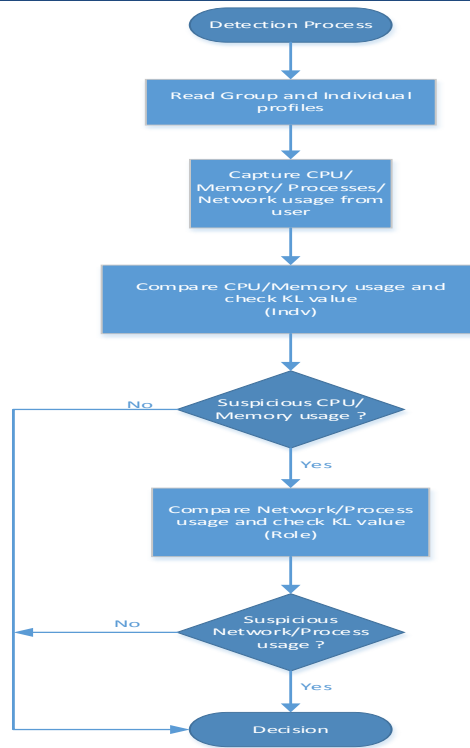 Detection Process
Read Group and Individual
profiles
Capture CPU/
Memory/ Processes/
Network usage from
user
Compare CPU/Memory usage and
check KL value
(Indv)
Suspicious CPU/
Memory usage ?
No
Yes
Compare Network/Process
usage and check KL value
(Role)
Suspicious
Network/Process
usage ?
No
Yes
Decision